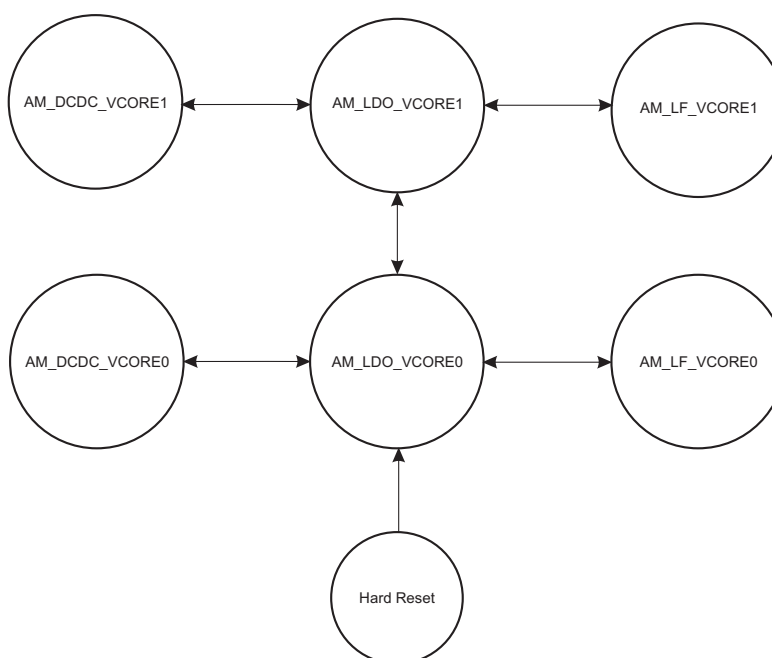 AM_DCDC_VCORE1
AM_LDO_VCORE1
AM_LF_VCORE1
AM_DCDC_VCORE0
AM_LDO_VCORE0
AM_LF_VCORE0
Hard Reset